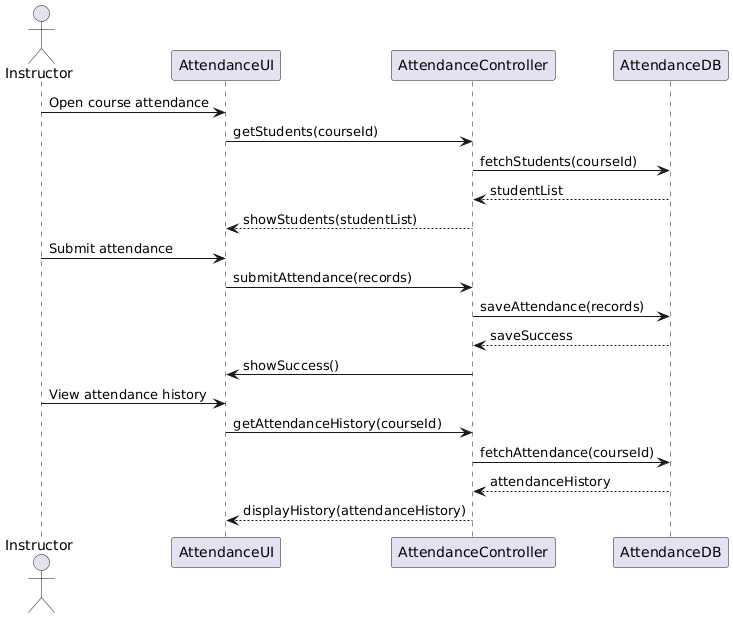 Instructor
AttendanceUI
AttendanceController
AttendanceDB
Open course attendance
getStudents(courseId)
fetchStudents(courseId)
studentList
showStudents(studentList)
Submit attendance
submitAttendance(records)
saveAttendance(records)
saveSuccess
showSuccess()
View attendance history
getAttendanceHistory(courseId)
fetchAttendance(courseId)
attendanceHistory
displayHistory(attendanceHistory)
Instructor
AttendanceUI
AttendanceController
AttendanceDB